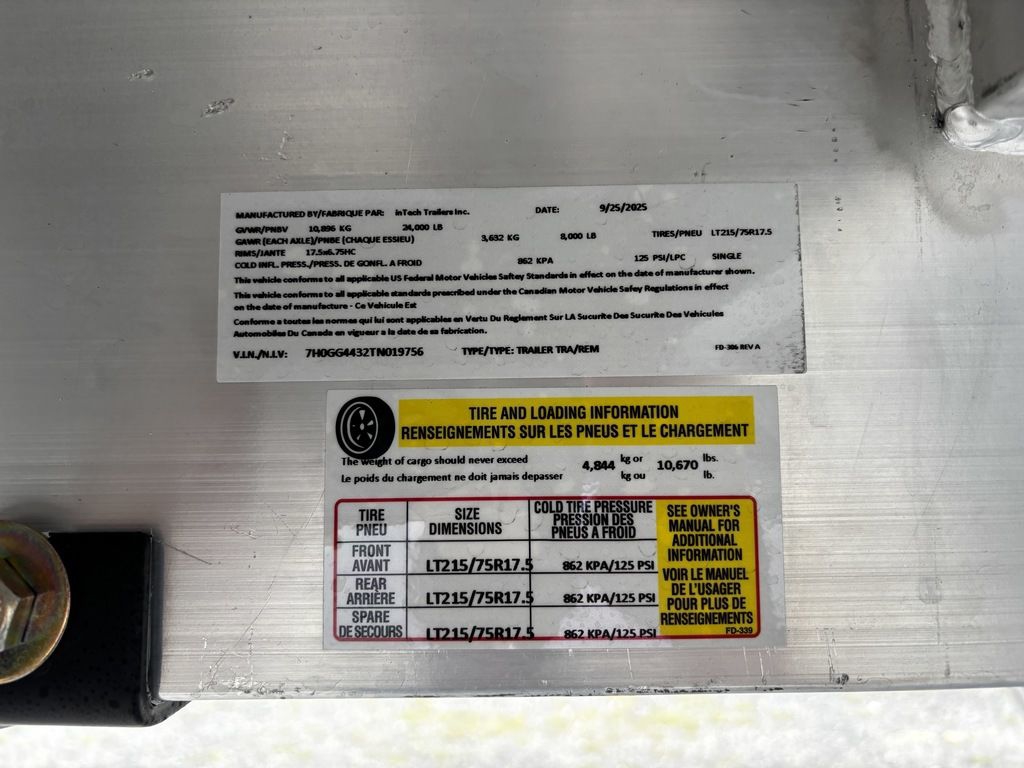 MANUFACTURED BY/FABRIQUE PAR: inTech Trailers Inc. DATE: 9/25/2025
GVWR/PNBV 10,896 KG 24,000 LB
GAWR (EACH AXLE)/PNBE (CHAQUE ESSIEU) 3,632 KG 8,000 LB TIRES/PNEU LT215/75R17.5
RIMS/JANTE 17.5x6.75HC
COLD INFL. PRESS./PRESS. DE GONFL. A FROID 862 KPA 125 PSI/LPC SINGLE
This vehicle conforms to all applicable US Federal Motor Vehicles Saftey Standards in effect on the date of manufacturer shown.
This vehicle conforms to all applicable standards prescribed under the Canadian Motor Vehicle Safey Regulations in effect
on the date of manufacture - Ce Vehicule Est
Conforme a toutes les normes qui lui sont applicables en Vertu Du Reglement Sur LA Sucurite Des Sucurite Des Vehicules
Automobiles Du Canada en vigueur a la date de sa fabrication.
V.I.N./N.I.V: 7H0GG4432TN019756 TYPE/TYPE: TRAILER TRA/REM FD-306 REV A
TIRE AND LOADING INFORMATION
RENSEIGNEMENTS SUR LES PNEUS ET LE CHARGEMENT
The weight of cargo should never exceed 4,844 kg or 10,670 lbs.
Le poids du chargement ne doit jamais depasser kg ou lb.
TIRE PNEU
SIZE DIMENSIONS
COLD TIRE PRESSURE PRESSION DES PNEUS A FROID
FRONT AVANT LT215/75R17.5 862 KPA/125 PSI
REAR ARRIÈRE LT215/75R17.5 862 KPA/125 PSI
SPARE DE SECOURS LT215/75R17.5 862 KPA/125 PSI
SEE OWNER'S
MANUAL FOR
ADDITIONAL
INFORMATION
VOIR LE MANUEL
DE L'USAGER
POUR PLUS DE
RENSEIGNEMENTS
FD-339